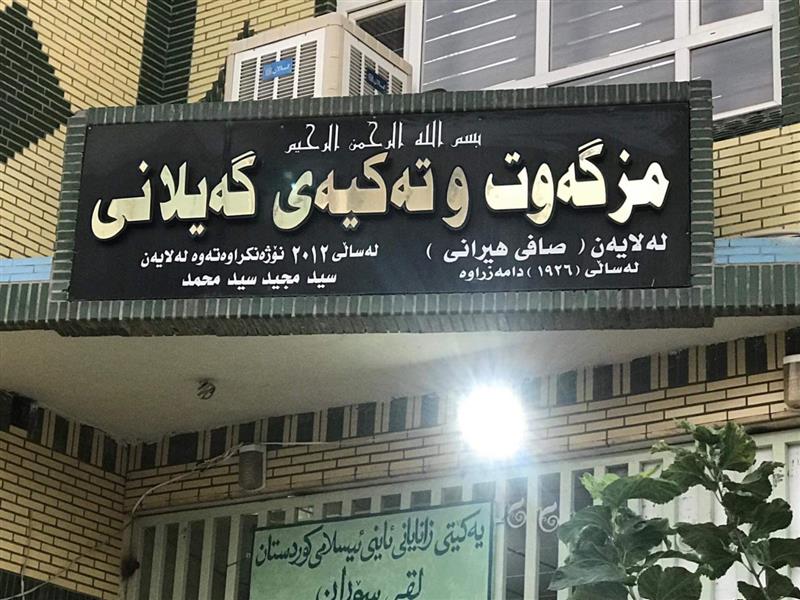 بسم الله الرحمن الرحيم
مزگەوت و تەکیەی گەیلانی
لەلایەن ( صافی هیرانی )
لەساڵی (١٩٢٦) دامەزراوە
لەساڵی ٢٠١٢ نۆژەنکراوەتەوە لەلایەن
سید مجید سید محمد
یەکێتی زانایانی ئاینی ئیسلامی کوردستان
لقی سۆران